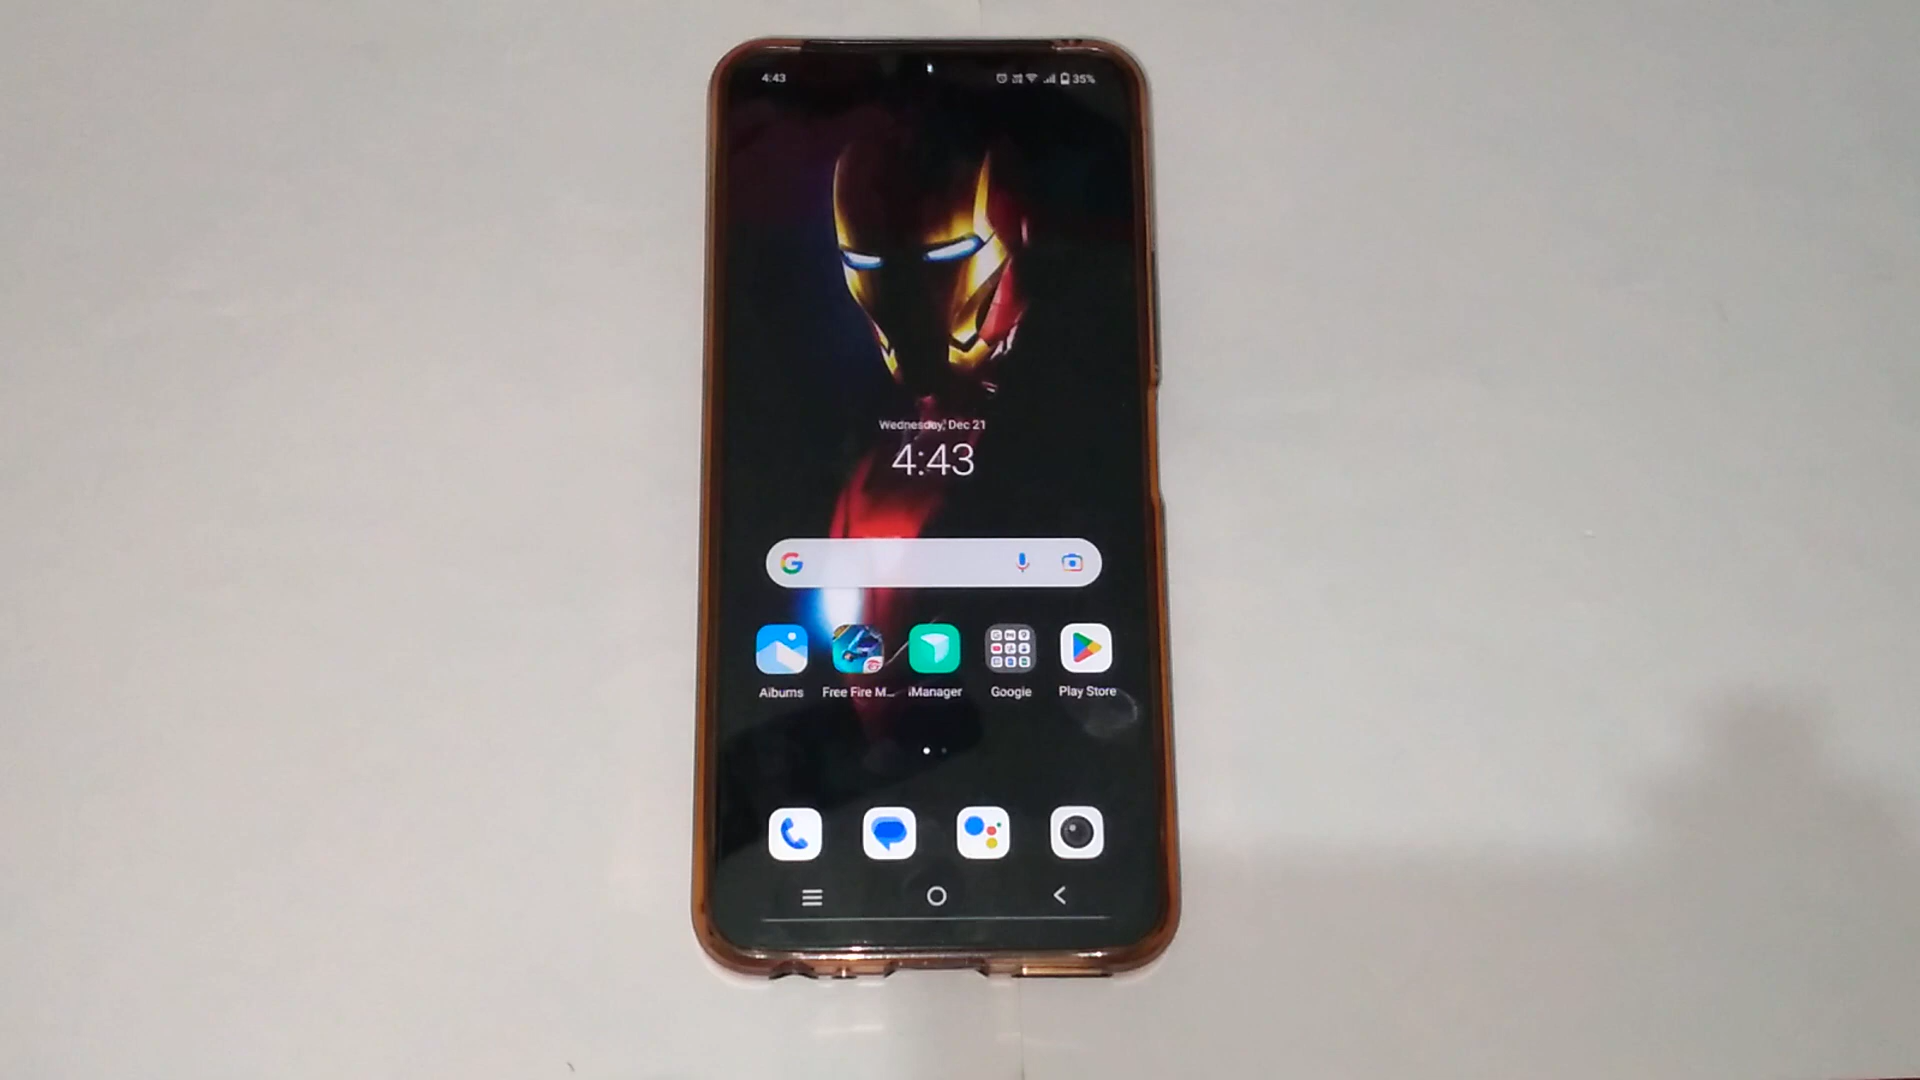 4:43
35%
Wednesday, Dec 21
4:43
G
Albums
Free Fire M...
iManager
Google
Play Store